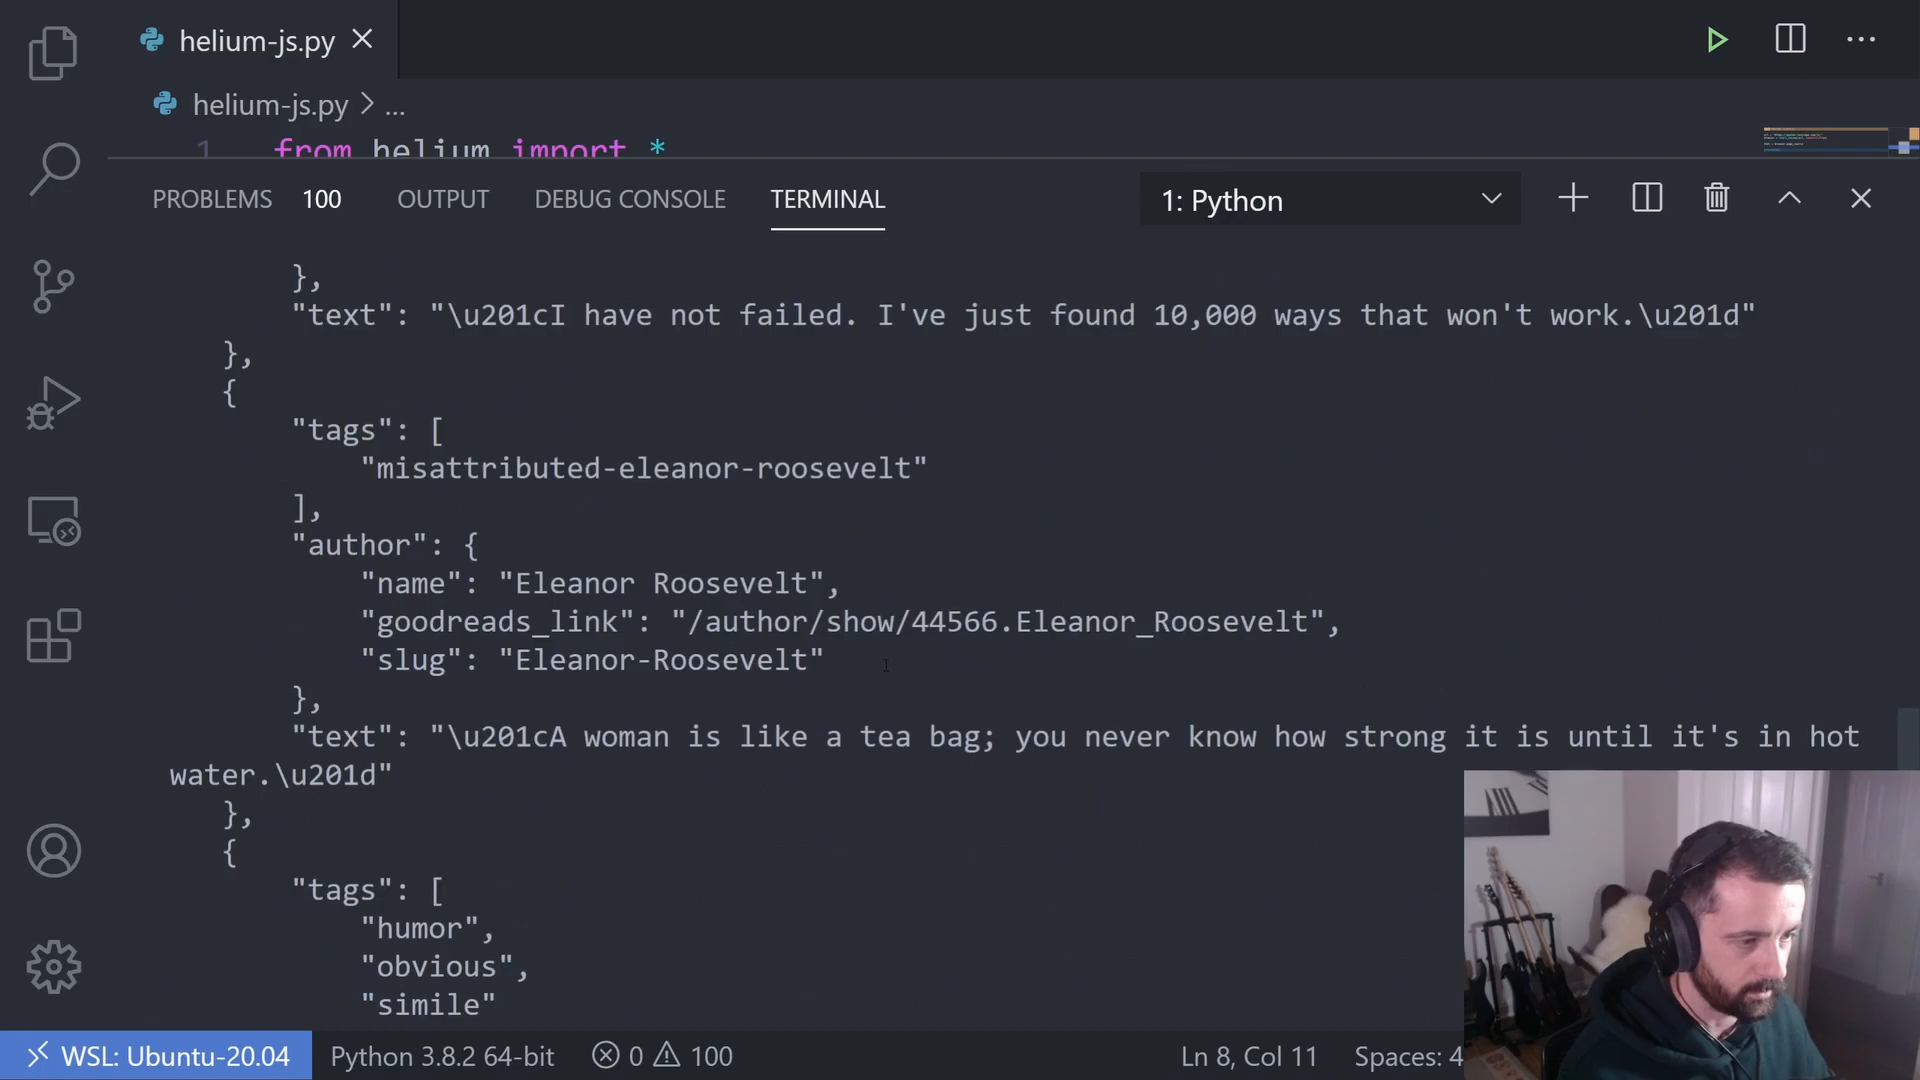 helium-js.py
helium-js.py > ...
1 from helium import *
PROBLEMS 100 OUTPUT DEBUG CONSOLE TERMINAL 1: Python
},
"text": "\u201cI have not failed. I've just found 10,000 ways that won't work.\u201d"
},
{
"tags": [
"misattributed-eleanor-roosevelt"
],
"author": {
"name": "Eleanor Roosevelt",
"goodreads_link": "/author/show/44566.Eleanor_Roosevelt",
"slug": "Eleanor-Roosevelt"
},
"text": "\u201cA woman is like a tea bag; you never know how strong it is until it's in hot
water.\u201d"
},
{
"tags": [
"humor",
"obvious",
"simile"
WSL: Ubuntu-20.04 Python 3.8.2 64-bit 0 100 Ln 8, Col 11 Spaces: 4